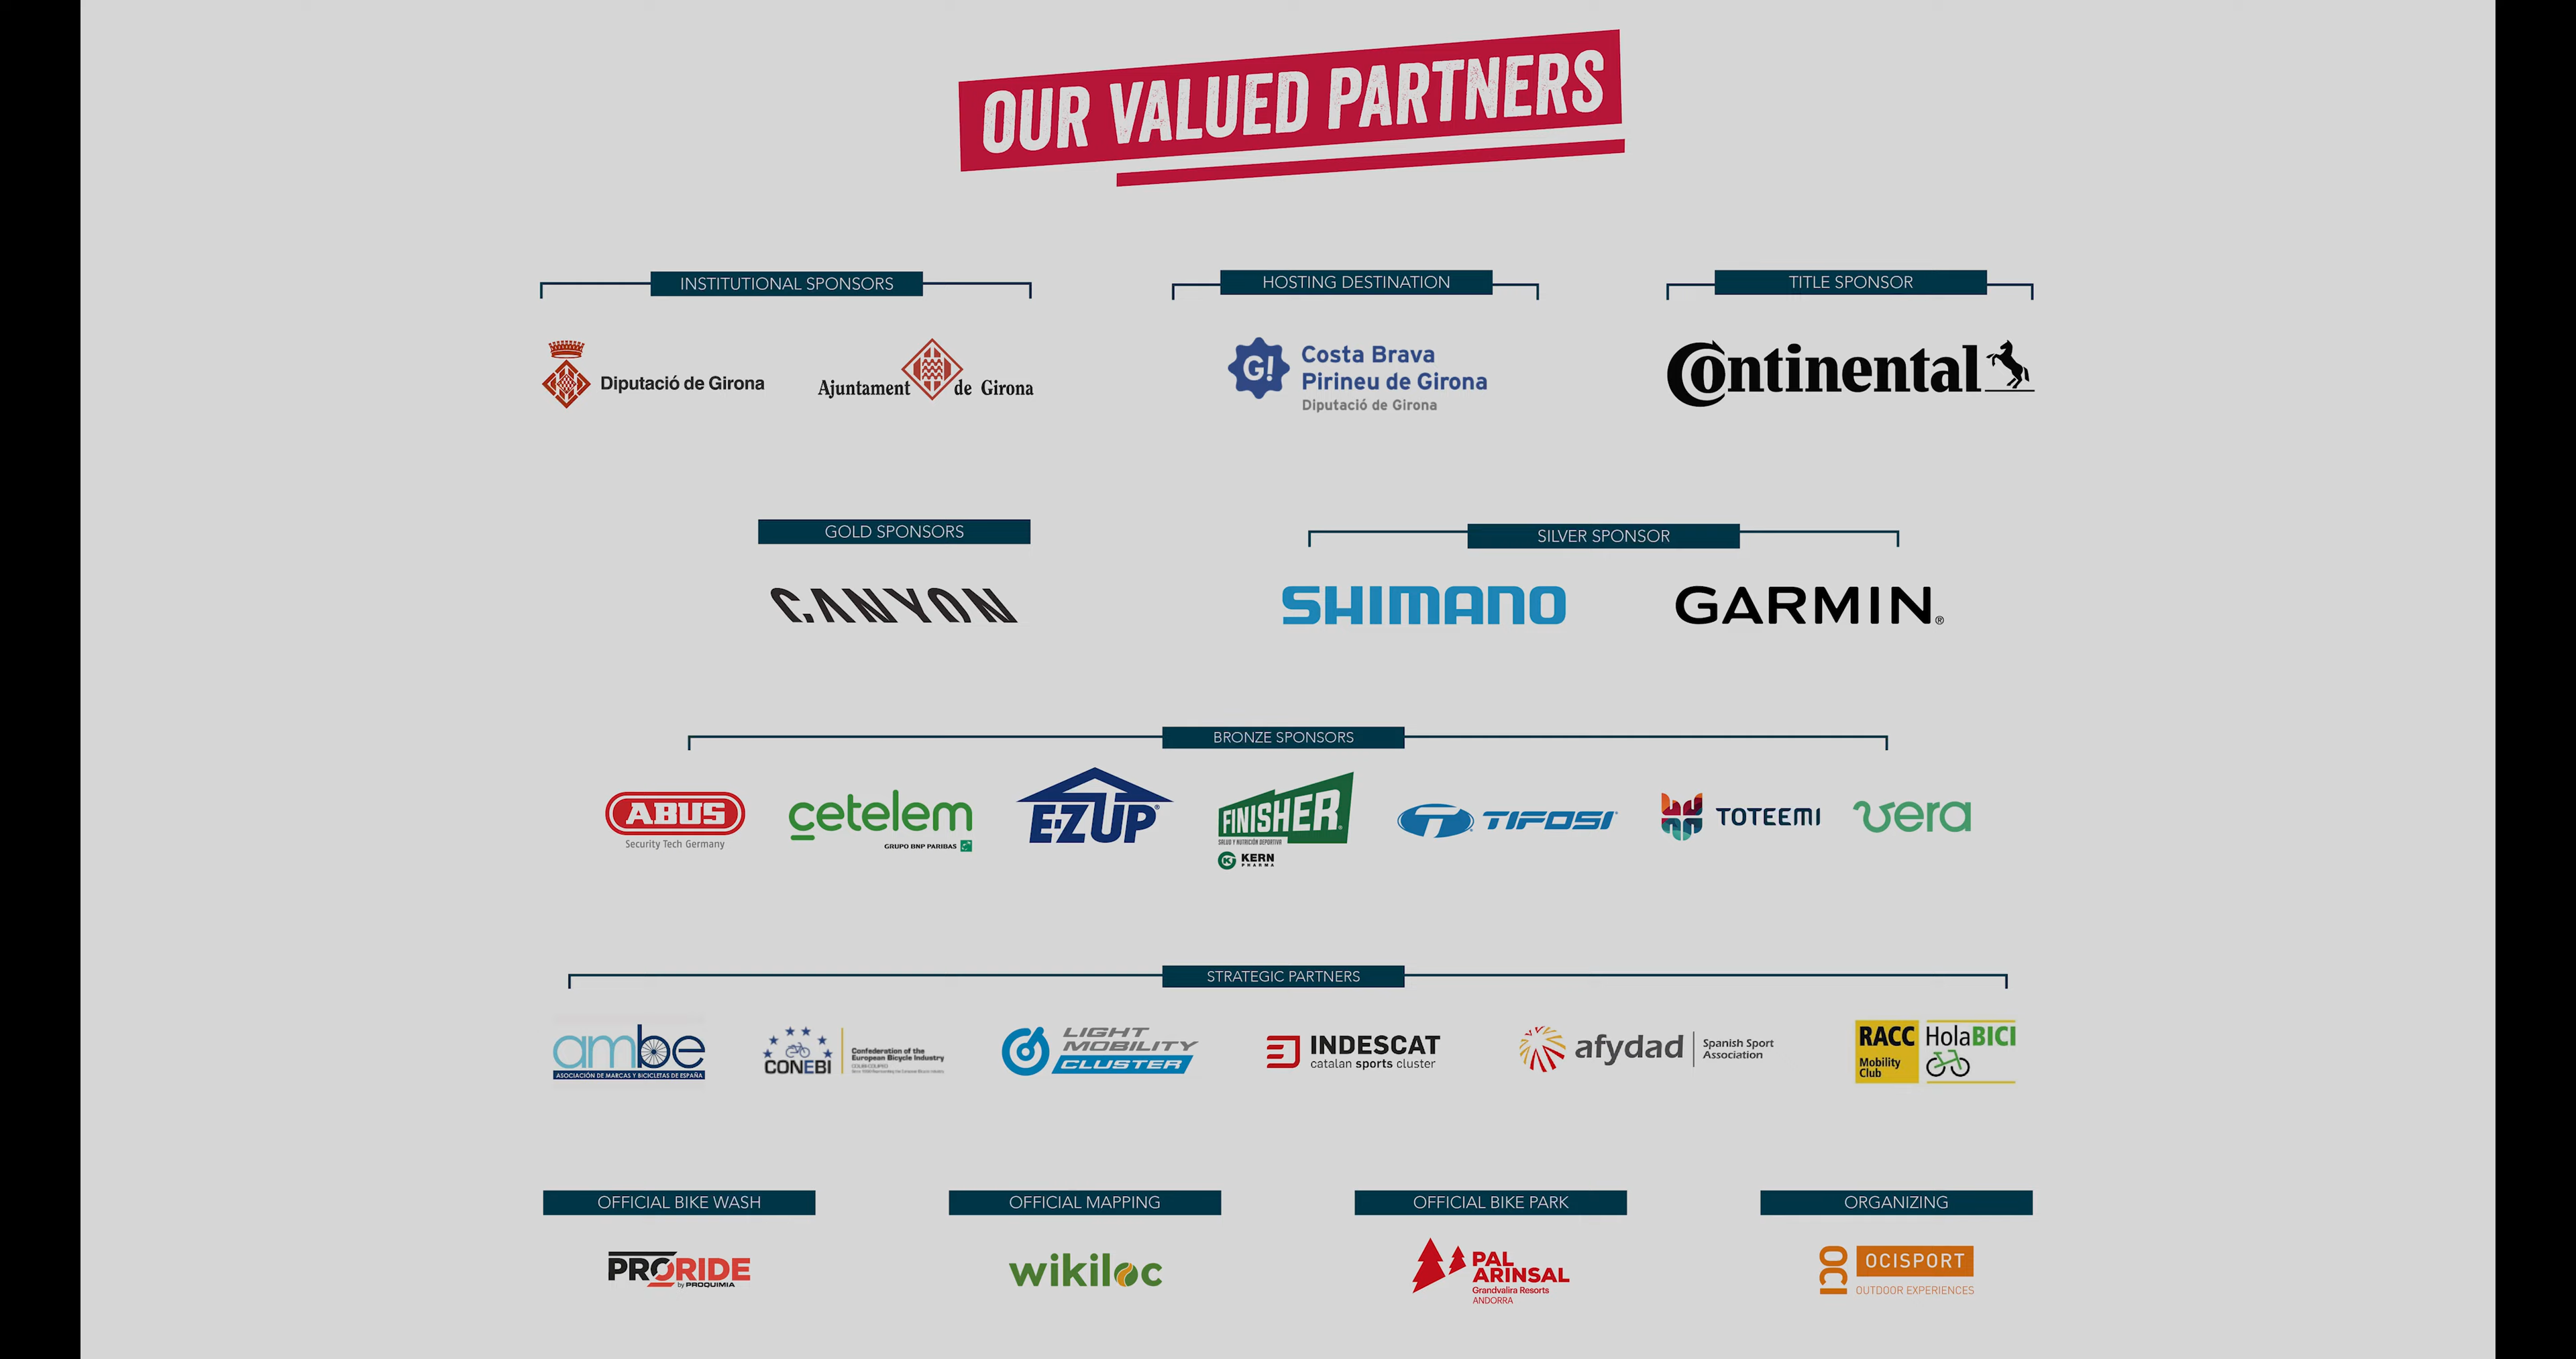 OUR VALUED PARTNERS
INSTITUTIONAL SPONSORS
Diputació de Girona
Ajuntament de Girona
HOSTING DESTINATION
G!
Costa Brava
Pirineu de Girona
Diputació de Girona
TITLE SPONSOR
Continental
GOLD SPONSORS
CANYON
SILVER SPONSOR
SHIMANO
GARMIN®
BRONZE SPONSORS
ABUS
Security Tech Germany
cetelem
GRUPO BNP PARIBAS
E-Z UP®
FINISHER®
SALUD Y NUTRICIÓN DEPORTIVA
KERN
PHARMA
T TIFOSI
TOTEEMI
vera
STRATEGIC PARTNERS
ambe
ASOCIACIÓN DE MARCAS Y BICICLETAS DE ESPAÑA
CONEBI
Confederation of the
European Bicycle Industry
LIGHT
MOBILITY
CLUSTER
INDESCAT
catalan sports cluster
afydad
Spanish Sport
Association
RACC
Mobility
Club
HolaBICI
OFFICIAL BIKE WASH
PRORIDE
by PROQUIMIA
OFFICIAL MAPPING
wikiloc
OFFICIAL BIKE PARK
PAL
ARINSAL
Grandvalira Resorts
ANDORRA
ORGANIZING
OCI
OCISPORT
OUTDOOR EXPERIENCES